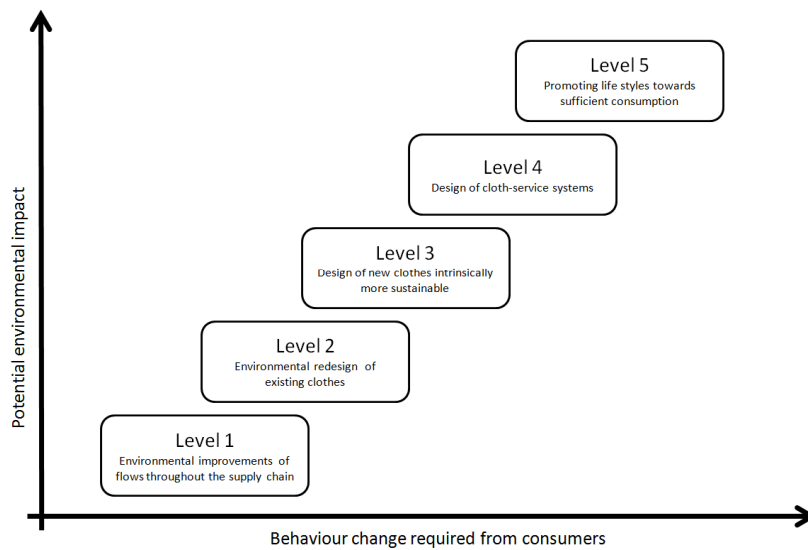 Level 5
Promoting life styles towards
sufficient consumption
Level 4
Design of cloth-service systems
Level 3
Design of new clothes intrinsically
more sustainable
Level 2
Environmental redesign of
existing clothes
Level 1
Environmental improvements of
flows throughout the supply chain
Potential environmental impact
Behaviour change required from consumers